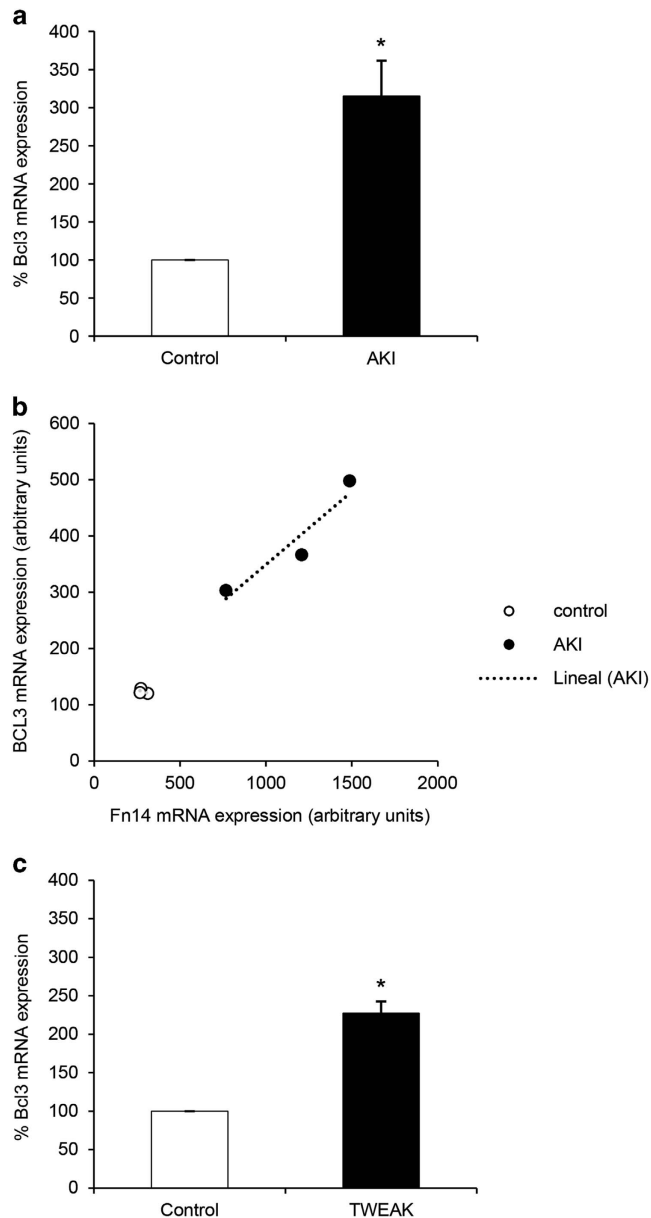 a
400
350
300
250
200
150
100
50
0
% Bcl3 mRNA expression
*
Control
AKI
b
600
500
400
300
200
100
0
BCL3 mRNA expression (arbitrary units)
0 500 1000 1500 2000
Fn14 mRNA expression (arbitrary units)
control
AKI
Lineal (AKI)
c
400
350
300
250
200
150
100
50
0
% Bcl3 mRNA expression
*
Control
TWEAK